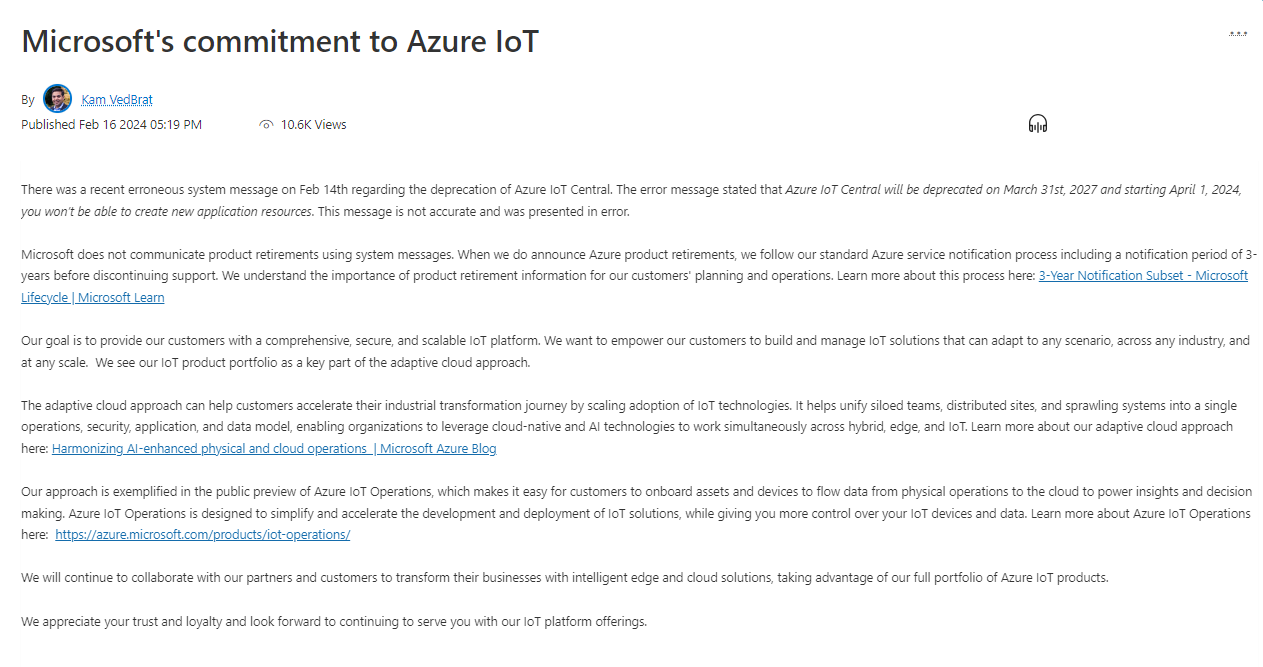 Microsoft's commitment to Azure IoT
By Kam VedBrat
Published Feb 16 2024 05:19 PM 10.6K Views
There was a recent erroneous system message on Feb 14th regarding the deprecation of Azure IoT Central. The error message stated that Azure IoT Central will be deprecated on March 31st, 2027 and starting April 1, 2024,
you won't be able to create new application resources. This message is not accurate and was presented in error.
Microsoft does not communicate product retirements using system messages. When we do announce Azure product retirements, we follow our standard Azure service notification process including a notification period of 3-
years before discontinuing support. We understand the importance of product retirement information for our customers' planning and operations. Learn more about this process here: 3-Year Notification Subset - Microsoft
Lifecycle | Microsoft Learn
Our goal is to provide our customers with a comprehensive, secure, and scalable IoT platform. We want to empower our customers to build and manage IoT solutions that can adapt to any scenario, across any industry, and
at any scale.  We see our IoT product portfolio as a key part of the adaptive cloud approach.
The adaptive cloud approach can help customers accelerate their industrial transformation journey by scaling adoption of IoT technologies. It helps unify siloed teams, distributed sites, and sprawling systems into a single
operations, security, application, and data model, enabling organizations to leverage cloud-native and AI technologies to work simultaneously across hybrid, edge, and IoT. Learn more about our adaptive cloud approach
here: Harmonizing AI-enhanced physical and cloud operations  | Microsoft Azure Blog
Our approach is exemplified in the public preview of Azure IoT Operations, which makes it easy for customers to onboard assets and devices to flow data from physical operations to the cloud to power insights and decision
making. Azure IoT Operations is designed to simplify and accelerate the development and deployment of IoT solutions, while giving you more control over your IoT devices and data. Learn more about Azure IoT Operations
here:  https://azure.microsoft.com/products/iot-operations/
We will continue to collaborate with our partners and customers to transform their businesses with intelligent edge and cloud solutions, taking advantage of our full portfolio of Azure IoT products.
We appreciate your trust and loyalty and look forward to continuing to serve you with our IoT platform offerings.